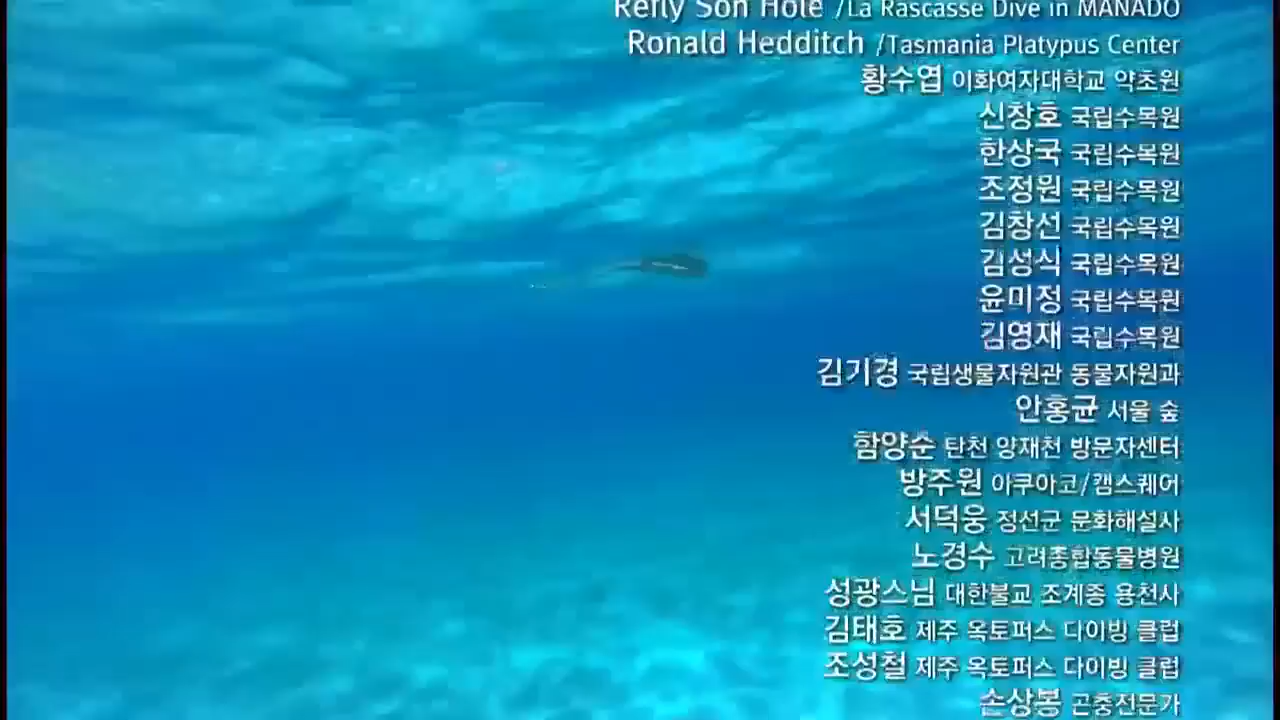 Refly Son Hole /La Rascasse Dive in MANADO
Ronald Hedditch /Tasmania Platypus Center
황수엽 이화여자대학교 약초원
신창호 국립수목원
한상국 국립수목원
조정원 국립수목원
김창선 국립수목원
김성식 국립수목원
윤미정 국립수목원
김영재 국립수목원
김기경 국립생물자원관 동물자원과
안홍균 서울 숲
함양순 탄천 양재천 방문자센터
방주원 아쿠아코/캠스퀘어
서덕웅 정선군 문화해설사
노경수 고려종합동물병원
성광스님 대한불교 조계종 용천사
김태호 제주 옥토퍼스 다이빙 클럽
조성철 제주 옥토퍼스 다이빙 클럽
손상봉 곤충전문가